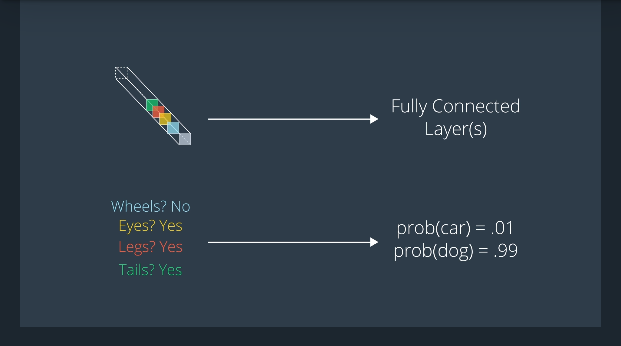 Fully Connected
Layer(s)
Wheels? No
Eyes? Yes
Legs? Yes
Tails? Yes
prob(car) = .01
prob(dog) = .99